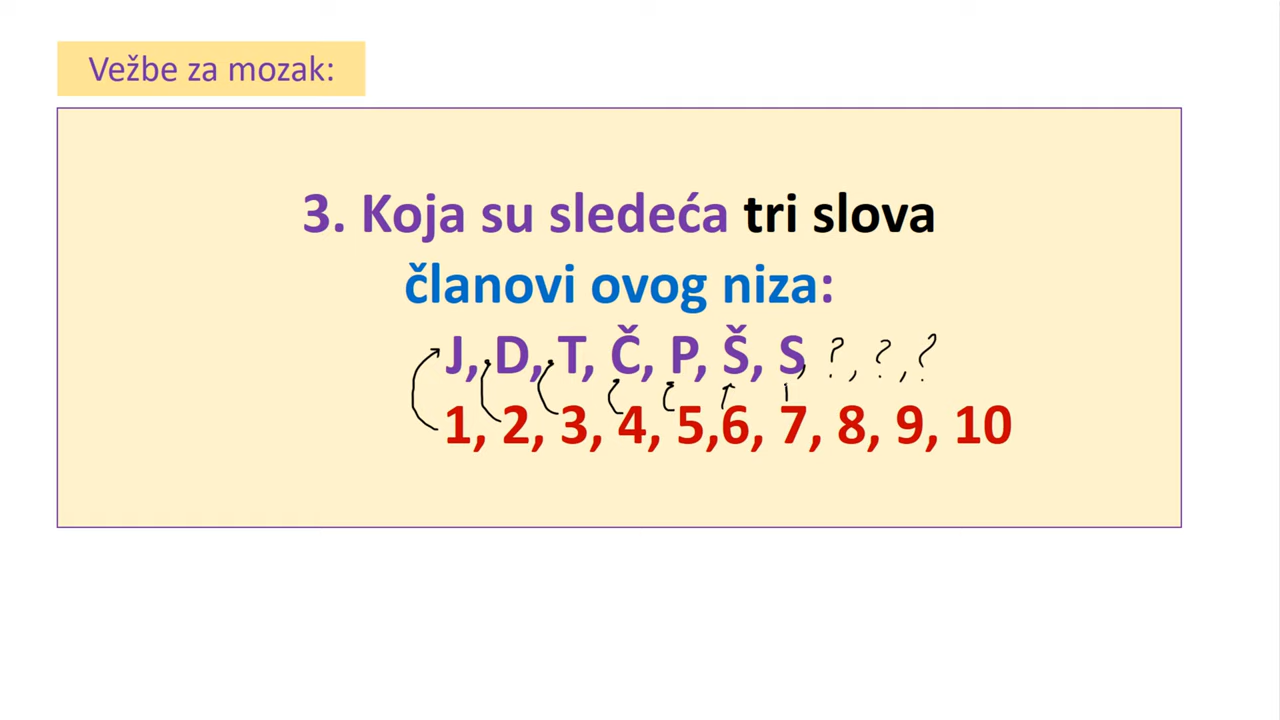 Vežbe za mozak:
3. Koja su sledeća tri slova
članovi ovog niza:
J, D, T, Č, P, Š, S, ?, ?, ?
1, 2, 3, 4, 5,6, 7, 8, 9, 10